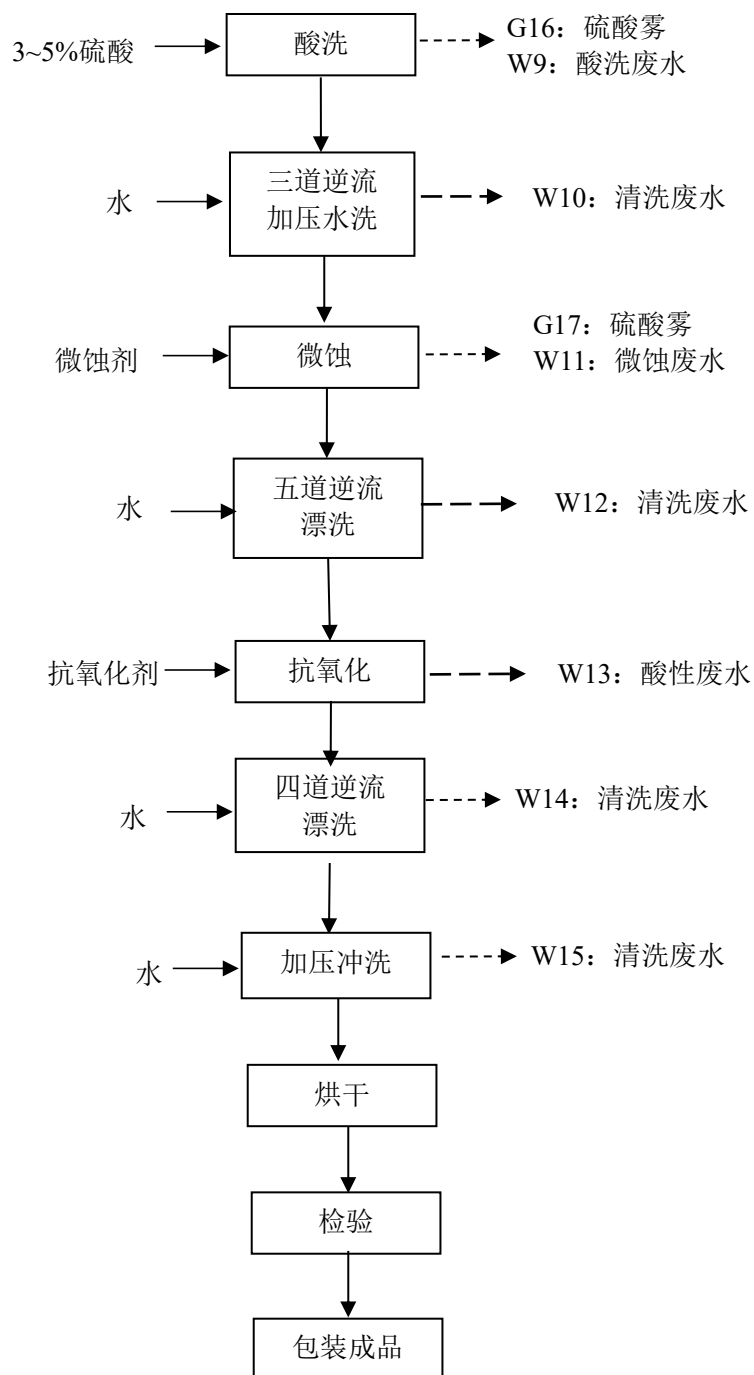 3~5%硫酸
酸洗
G16：硫酸雾
W9：酸洗废水
水
三道逆流
加压水洗
W10：清洗废水
微蚀剂
微蚀
G17：硫酸雾
W11：微蚀废水
水
五道逆流
漂洗
W12：清洗废水
抗氧化剂
抗氧化
W13：酸性废水
水
四道逆流
漂洗
W14：清洗废水
水
加压冲洗
W15：清洗废水
烘干
检验
包装成品